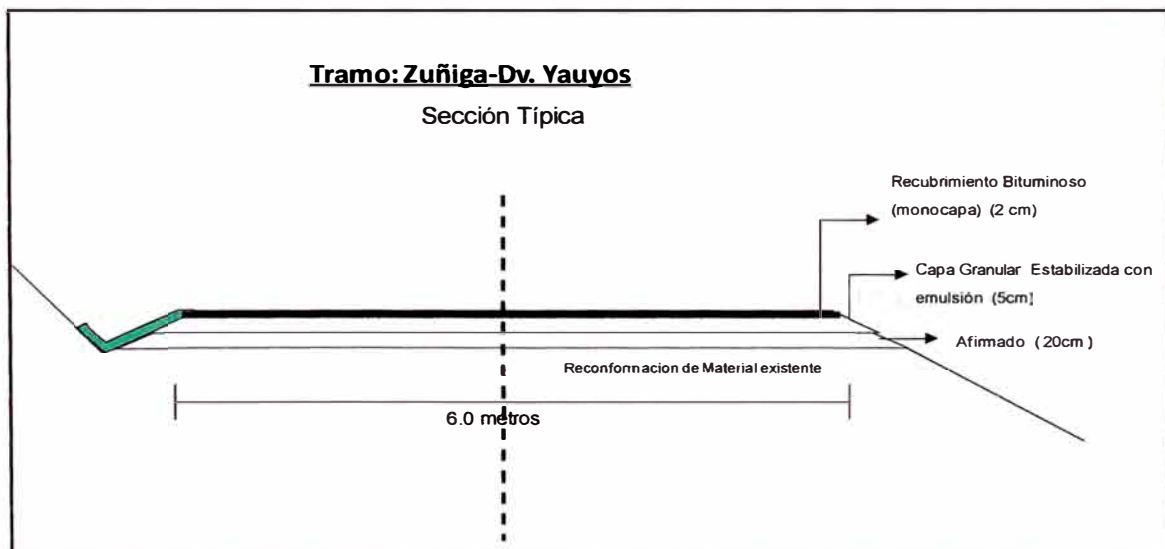 Tramo: Zuñiga-Dv. Yauyos
Sección Típica
Recubrimiento Bituminoso
(monocapa) (2 cm)
Capa Granular Estabilizada con
emulsión (5cm)
Afirmado (20cm)
Reconformacion de Material existente
6.0 metros